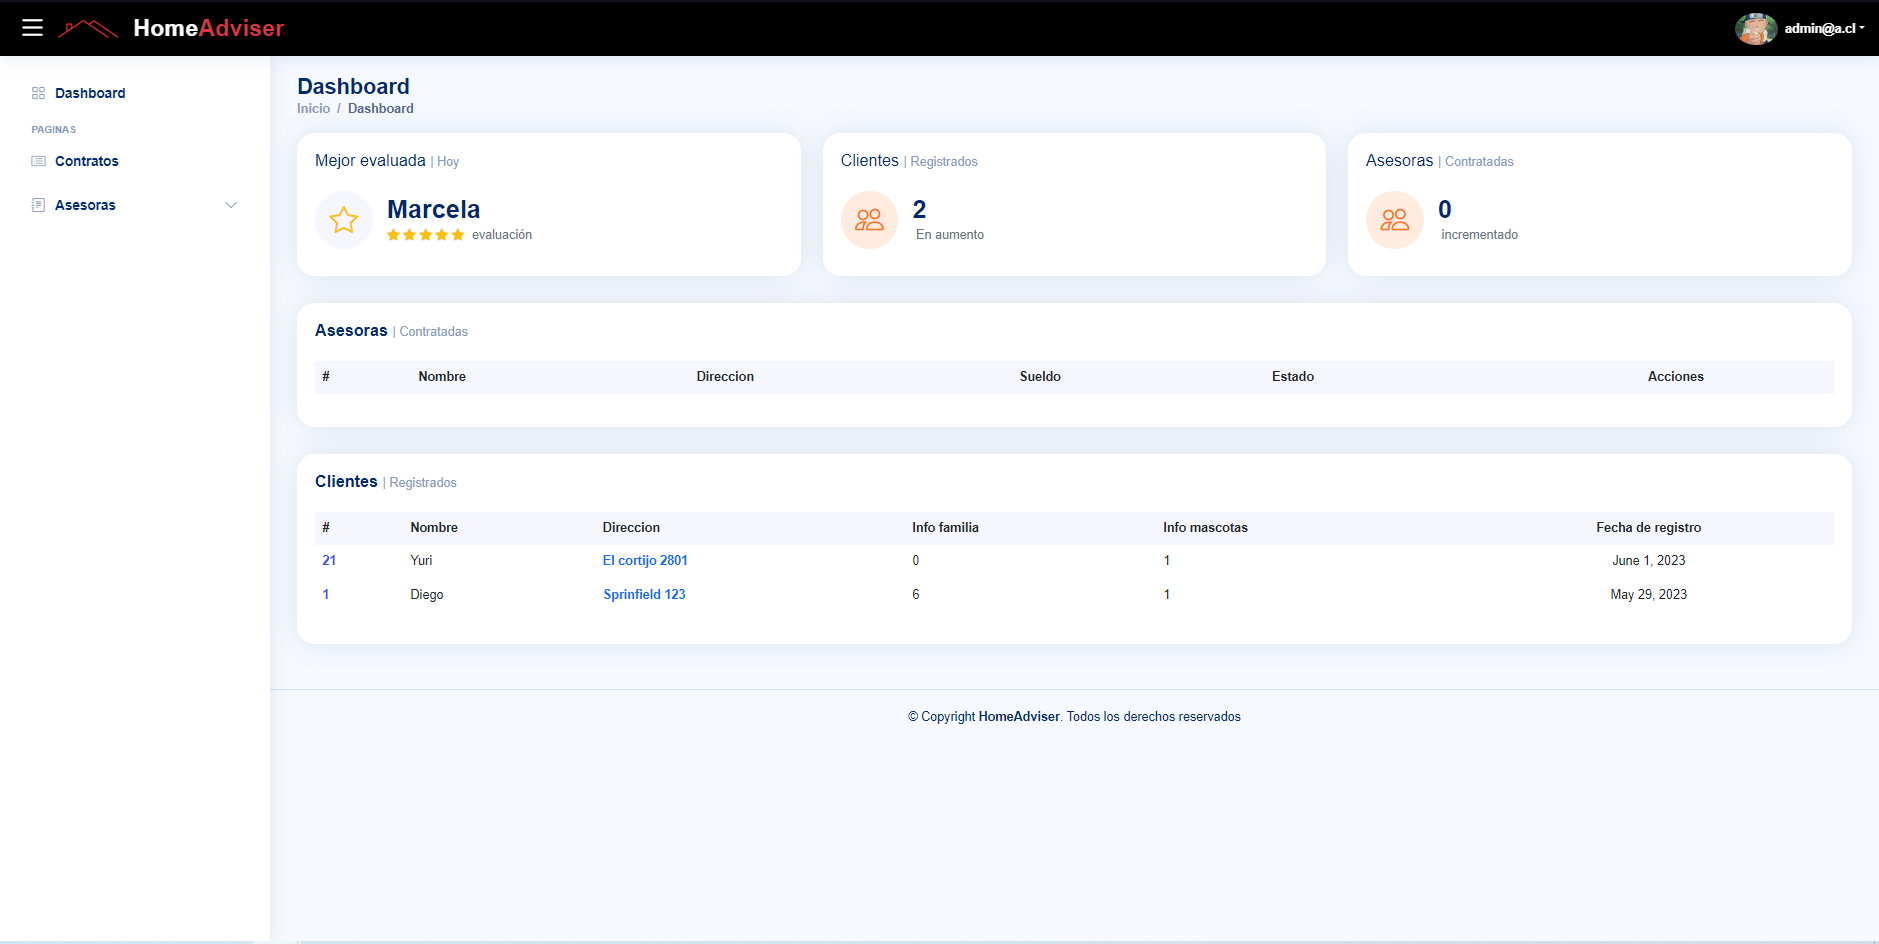 HomeAdviser
admin@a.cl
Dashboard
PAGINAS
Contratos
Asesoras
Dashboard
Inicio / Dashboard
Mejor evaluada | Hoy
Marcela
evaluación
Clientes | Registrados
2
En aumento
Asesoras | Contratadas
0
incrementado
Asesoras | Contratadas
# Nombre Direccion Sueldo Estado Acciones
Clientes | Registrados
# Nombre Direccion Info familia Info mascotas Fecha de registro
21 Yuri El cortijo 2801 0 1 June 1, 2023
1 Diego Sprinfield 123 6 1 May 29, 2023
© Copyright HomeAdviser. Todos los derechos reservados